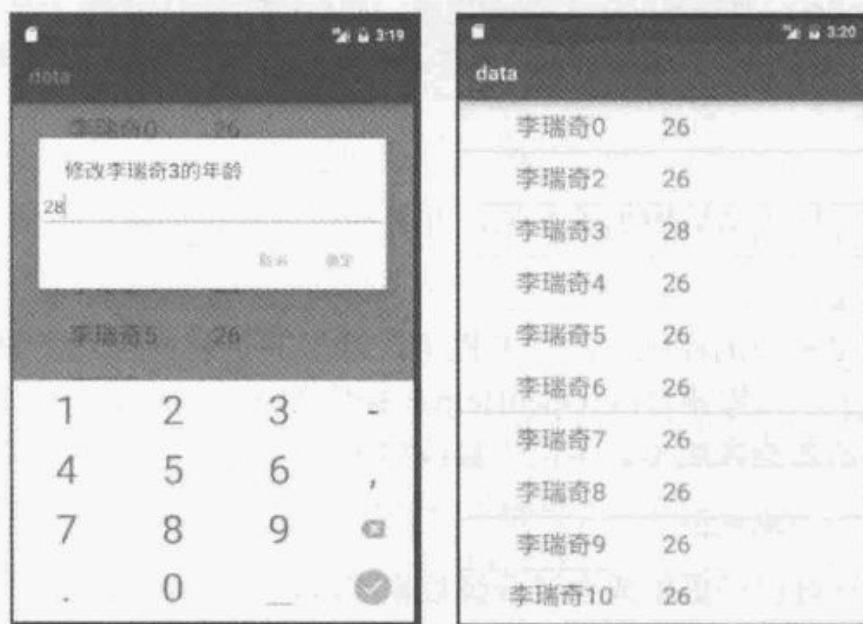 3:19
data
李瑞奇0 26
修改李瑞奇3的年龄
28
取消 确定
李瑞奇5 26
1 2 3 -
4 5 6 ,
7 8 9
. 0 _
3:20
data
李瑞奇0 26
李瑞奇2 26
李瑞奇3 28
李瑞奇4 26
李瑞奇5 26
李瑞奇6 26
李瑞奇7 26
李瑞奇8 26
李瑞奇9 26
李瑞奇10 26